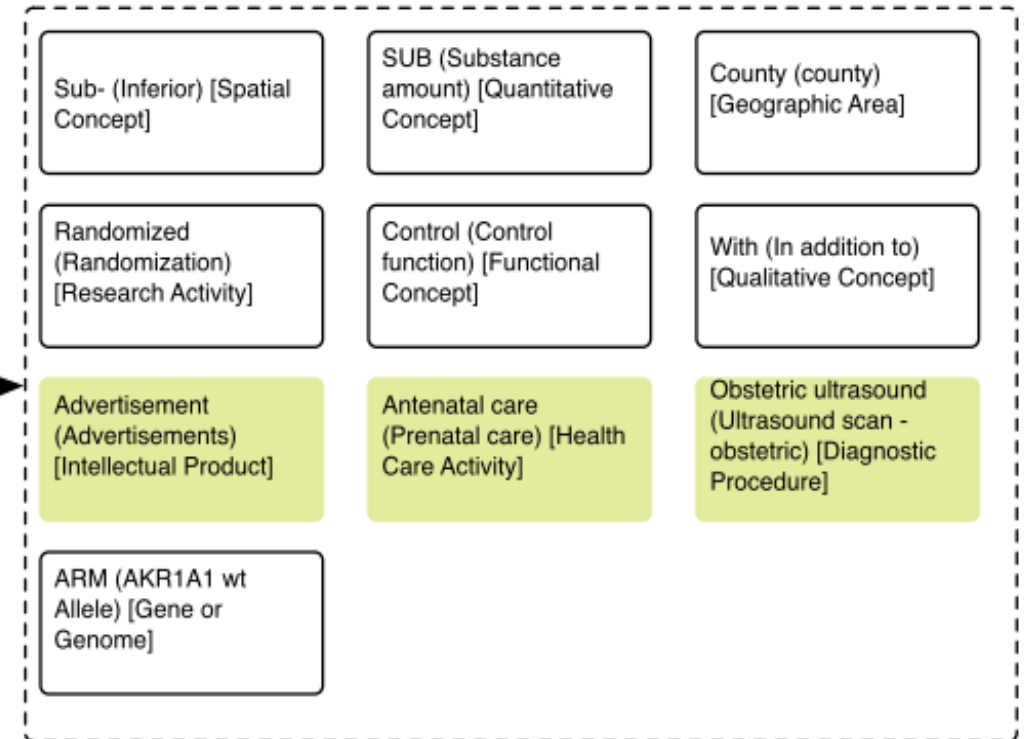 Sub- (Inferior) [Spatial
Concept]
SUB (Substance
amount) [Quantitative
Concept]
County (county)
[Geographic Area]
Randomized
(Randomization)
[Research Activity]
Control (Control
function) [Functional
Concept]
With (In addition to)
[Qualitative Concept]
Advertisement
(Advertisements)
[Intellectual Product]
Antenatal care
(Prenatal care) [Health
Care Activity]
Obstetric ultrasound
(Ultrasound scan -
obstetric) [Diagnostic
Procedure]
ARM (AKR1A1 wt
Allele) [Gene or
Genome]